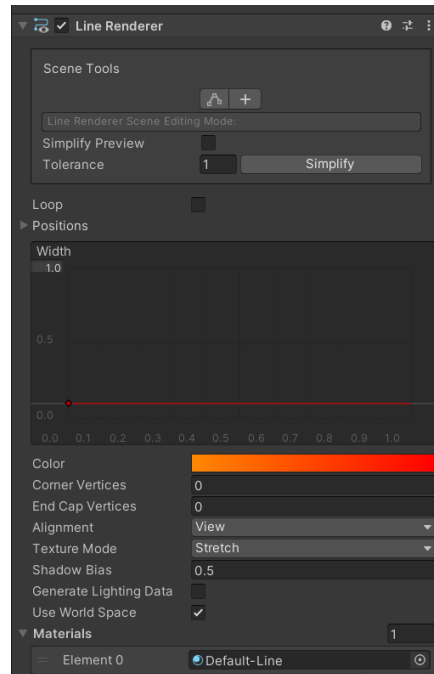 Line Renderer
Scene Tools
Line Renderer Scene Editing Mode:
Simplify Preview
Tolerance 1 Simplify
Loop
Positions
Width
1.0
0.5
0.0
0.0 0.1 0.2 0.3 0.4 0.5 0.6 0.7 0.8 0.9 1.0
Color
Corner Vertices 0
End Cap Vertices 0
Alignment View
Texture Mode Stretch
Shadow Bias 0.5
Generate Lighting Data
Use World Space
Materials 1
Element 0 Default-Line